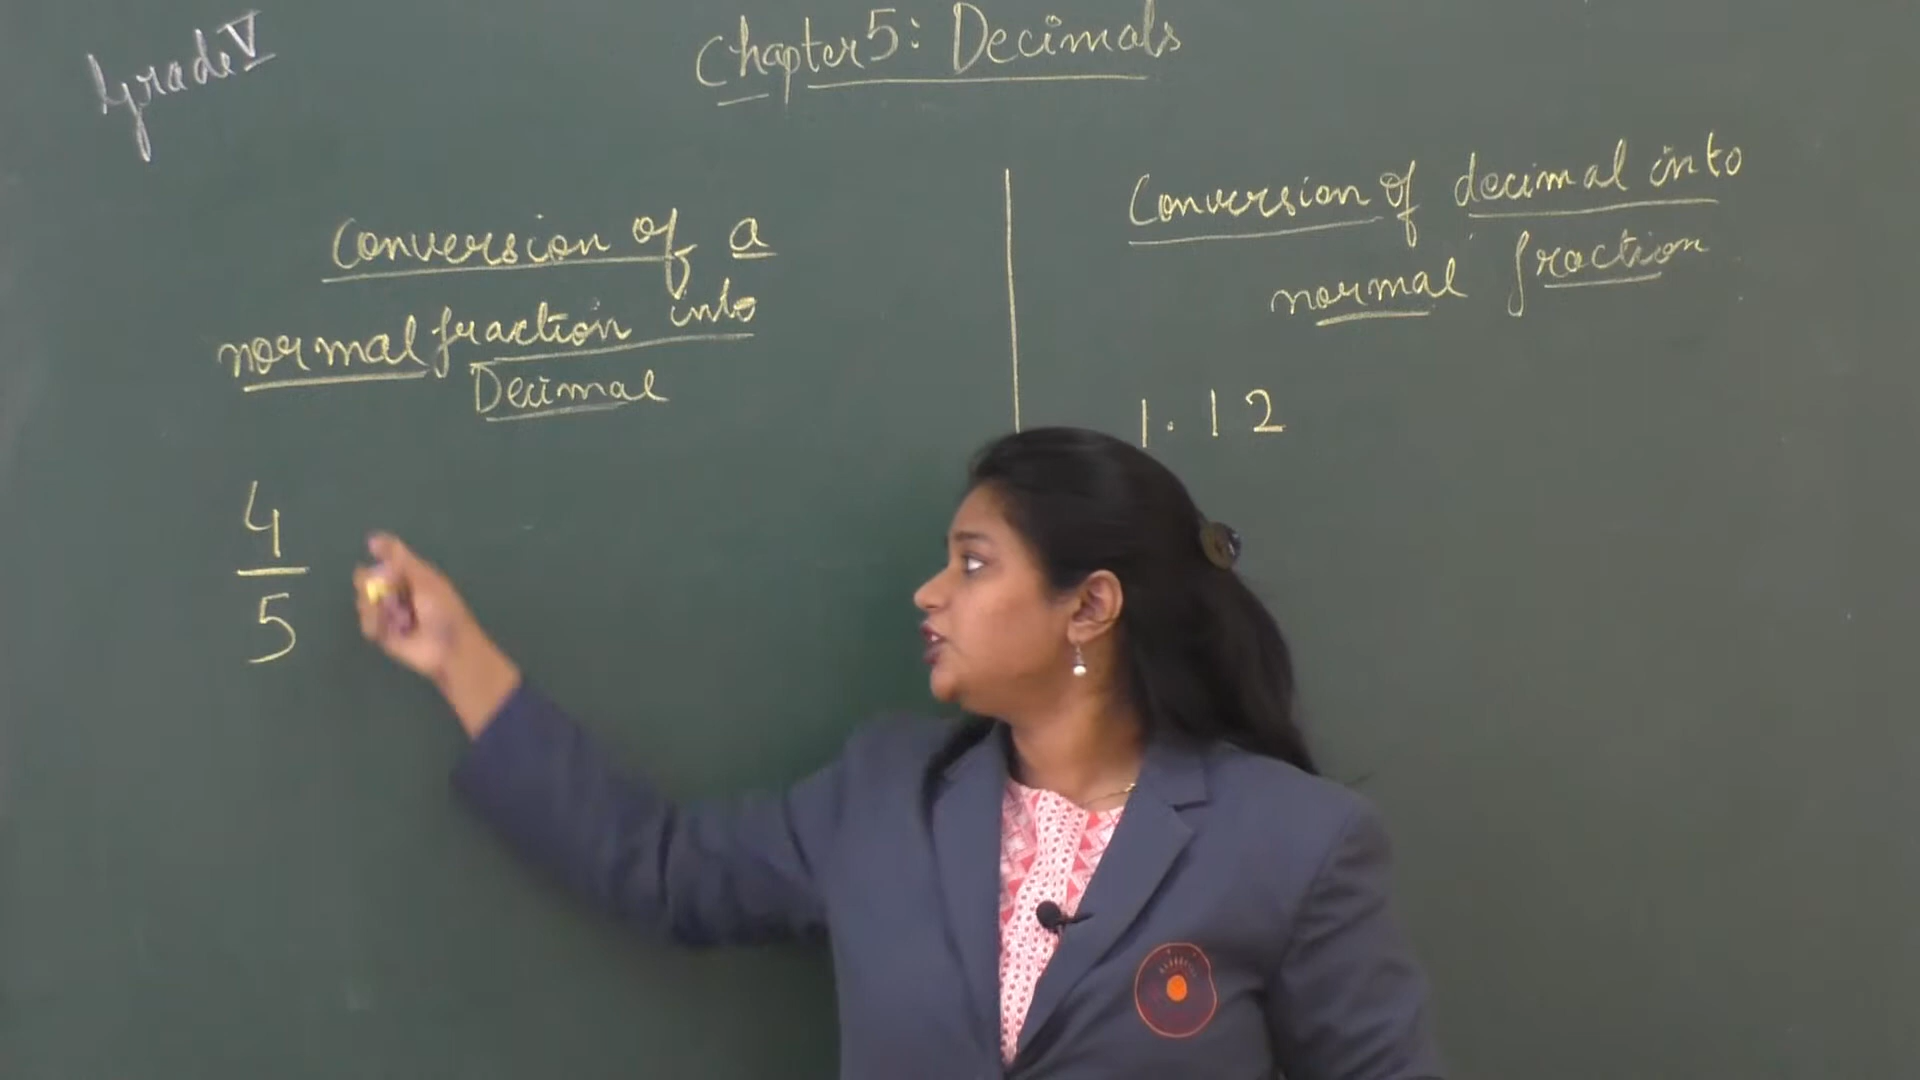 Grade V
Chapter 5: Decimals
Conversion of a
normal fraction into
Decimal
4
5
Conversion of decimal into
normal fraction
1.12